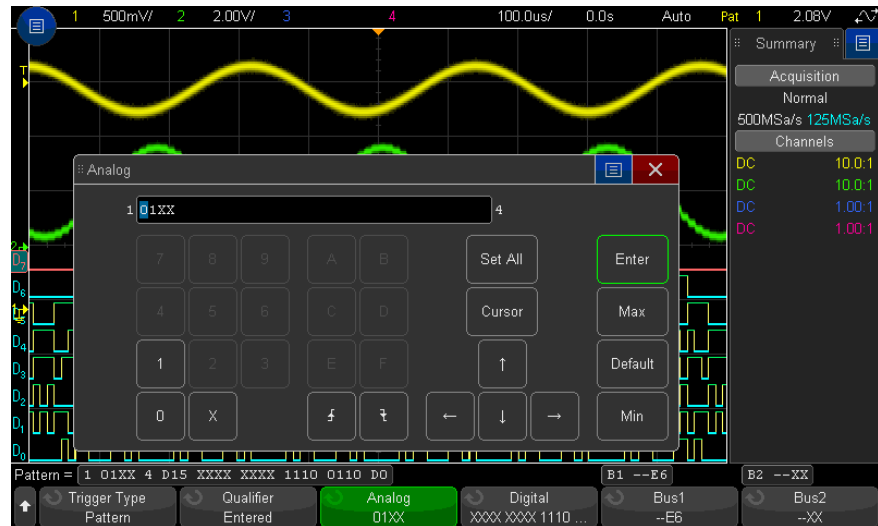 1 500mV/ 2 2.00V/ 3 4 100.0us/ 0.0s Auto Pat 1 2.08V
Summary
Acquisition
Normal
500MSa/s 125MSa/s
Channels
DC 10.0:1
DC 10.0:1
DC 1.00:1
DC 1.00:1
T
Analog
1 01XX 4
7 8 9 A B Set All Enter
4 5 6 C D Cursor Max
1 2 3 E F ↑ Default
0 X ← ↓ → Min
2
D7
D6
D4
D3
D2
D1
D0
Pattern = 1 01XX 4 D15 XXXX XXXX 1110 0110 D0 B1 --E6 B2 --XX
Trigger Type Qualifier Analog Digital Bus1 Bus2
Pattern Entered 01XX XXXX XXXX 1110 ... --E6 --XX